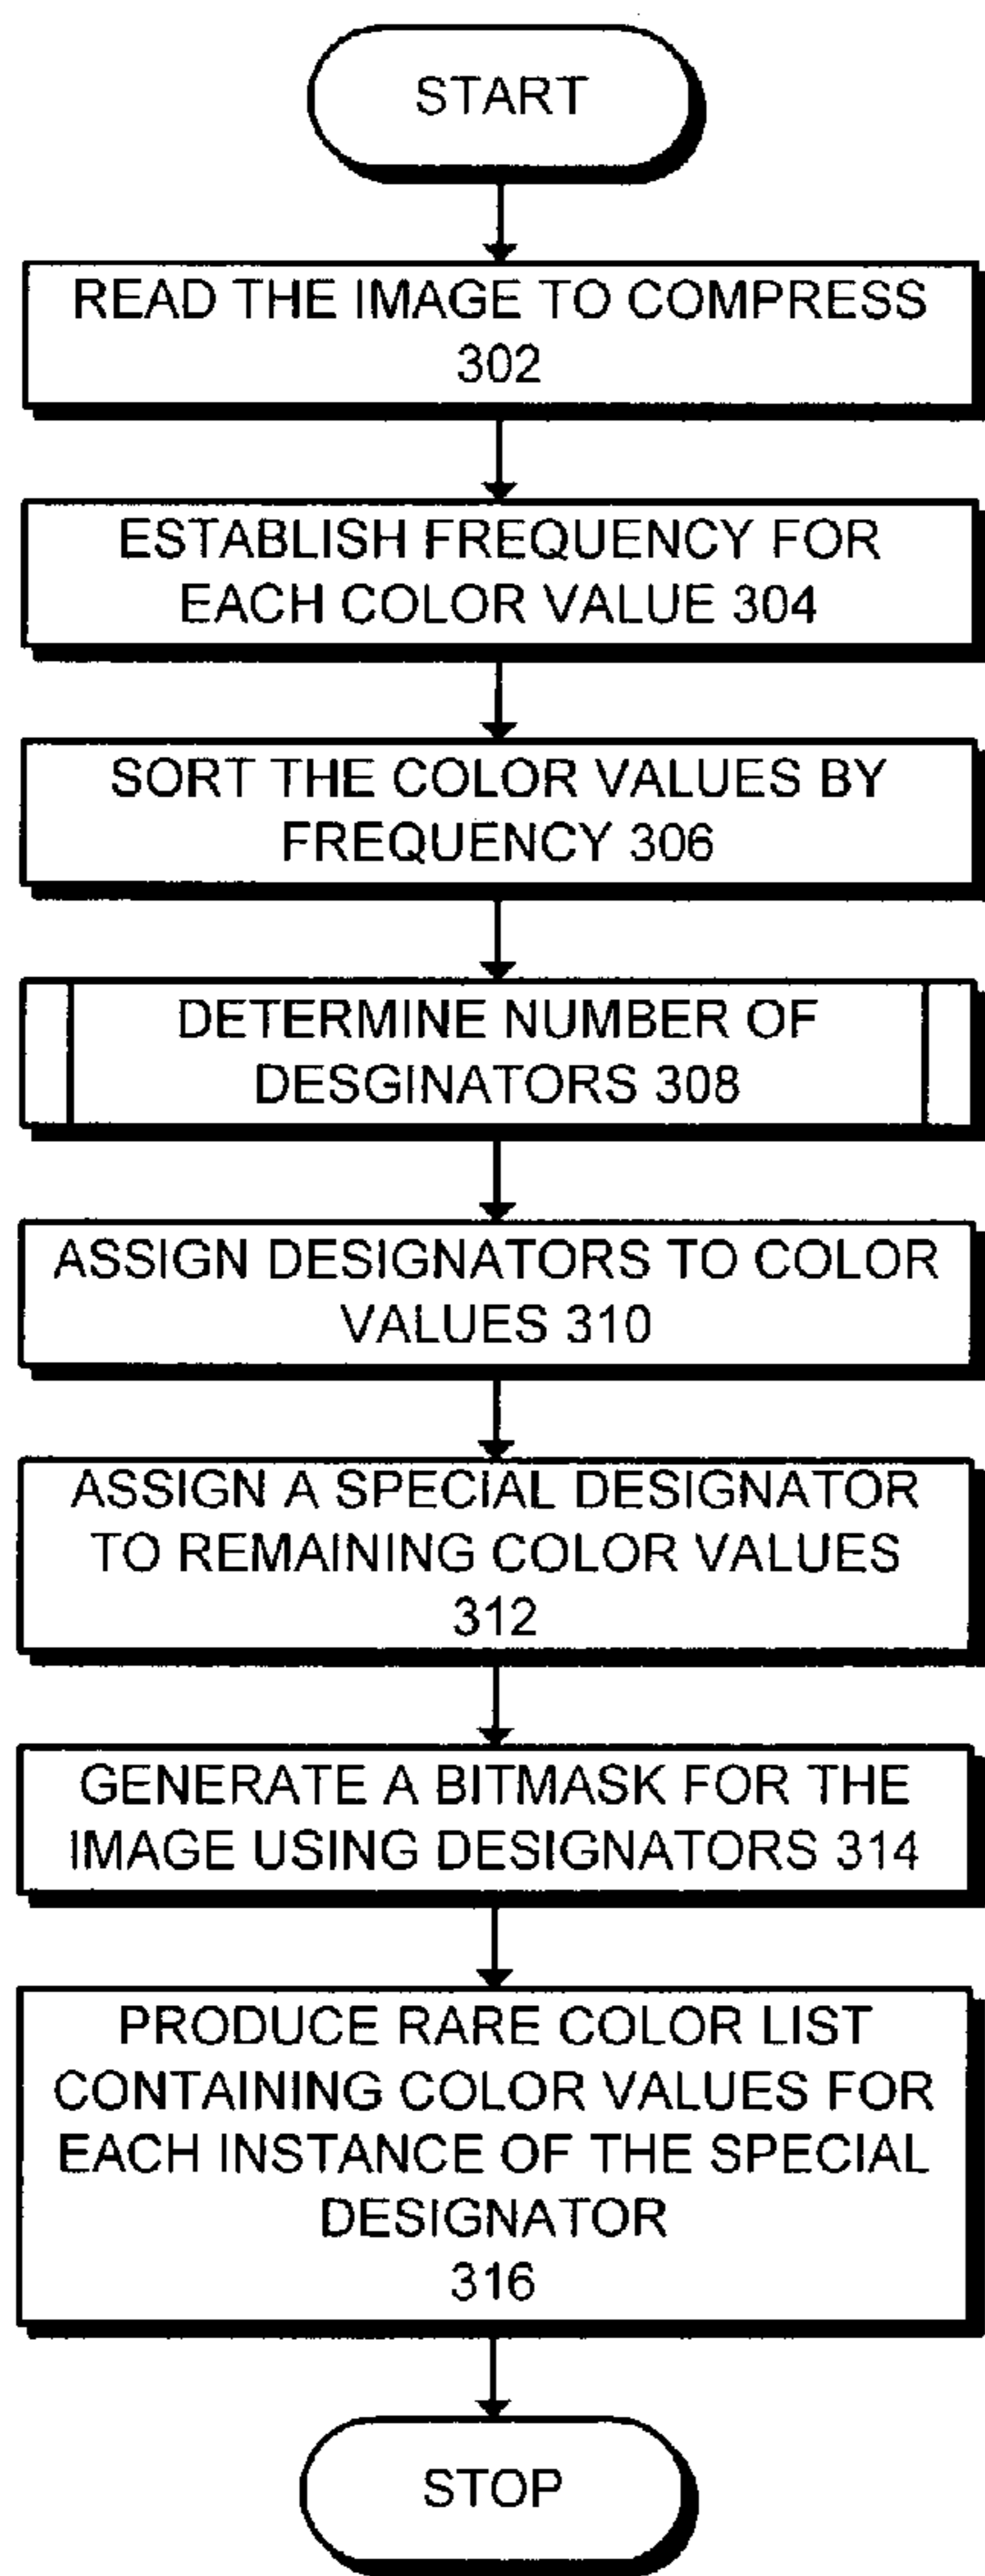 START
READ THE IMAGE TO COMPRESS
302
ESTABLISH FREQUENCY FOR
EACH COLOR VALUE 304
SORT THE COLOR VALUES BY
FREQUENCY 306
DETERMINE NUMBER OF
DESGINATORS 308
ASSIGN DESIGNATORS TO COLOR
VALUES 310
ASSIGN A SPECIAL DESIGNATOR
TO REMAINING COLOR VALUES
312
GENERATE A BITMASK FOR THE
IMAGE USING DESIGNATORS 314
PRODUCE RARE COLOR LIST
CONTAINING COLOR VALUES FOR
EACH INSTANCE OF THE SPECIAL
DESIGNATOR
316
STOP